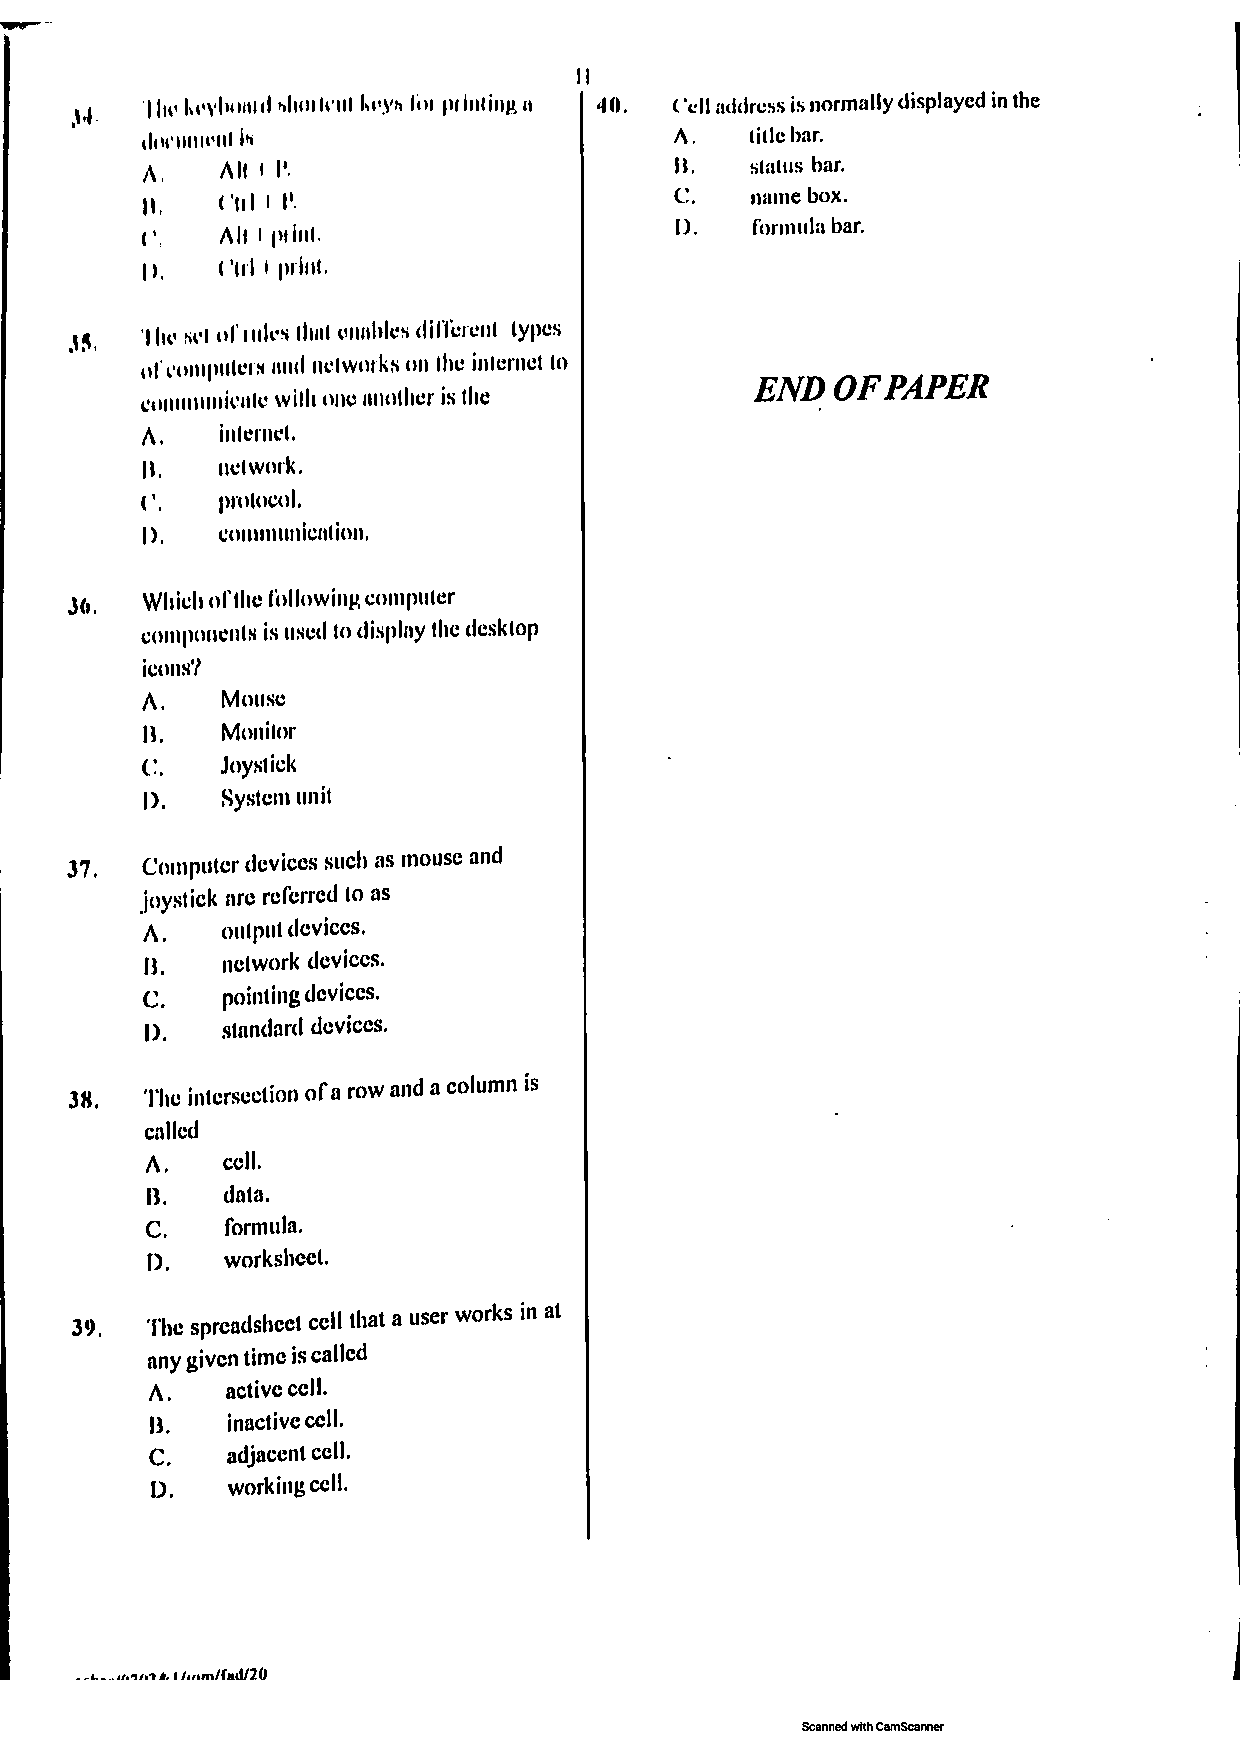 11
34. The keyboard shortcut keys for printing a
document is
A. Alt + P.
B. Ctrl + P.
C. Alt + print.
D. Ctrl + print.
35. The set of rules that enables different types
of computers and networks on the internet to
communicate with one another is the
A. internet.
B. network.
C. protocol.
D. communication.
36. Which of the following computer
components is used to display the desktop
icons?
A. Mouse
B. Monitor
C. Joystick
D. System unit
37. Computer devices such as mouse and
joystick are referred to as
A. output devices.
B. network devices.
C. pointing devices.
D. standard devices.
38. The intersection of a row and a column is
called
A. cell.
B. data.
C. formula.
D. worksheet.
39. The spreadsheet cell that a user works in at
any given time is called
A. active cell.
B. inactive cell.
C. adjacent cell.
D. working cell.
40. Cell address is normally displayed in the
A. title bar.
B. status bar.
C. name box.
D. formula bar.
END OF PAPER
Scanned with CamScanner